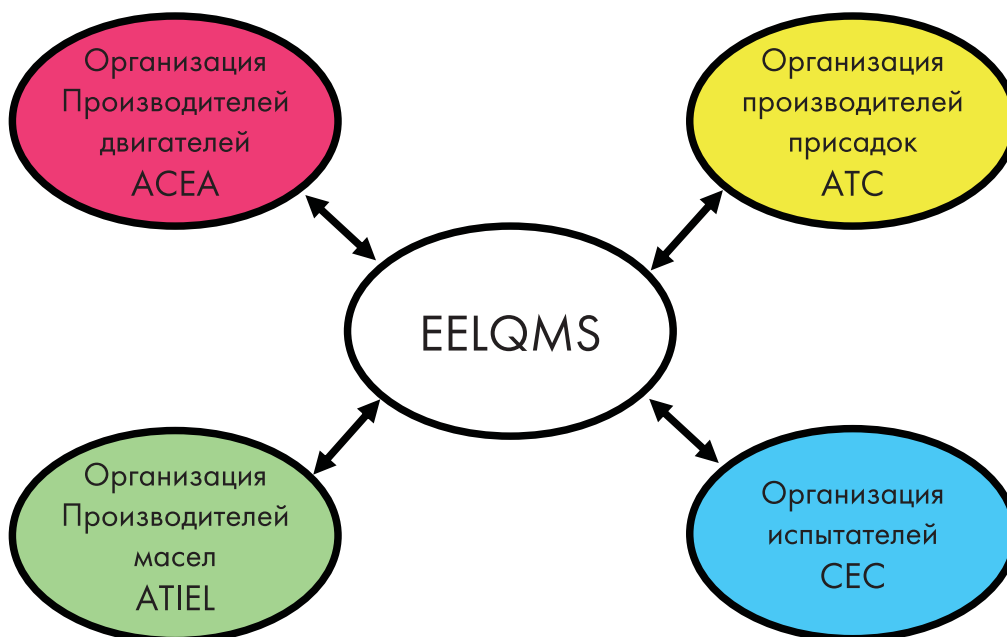 Организация
Производителей
двигателей
ACEA
Организация
производителей
присадок
ATC
EELQMS
Организация
Производителей
масел
ATIEL
Организация
испытателей
CEC